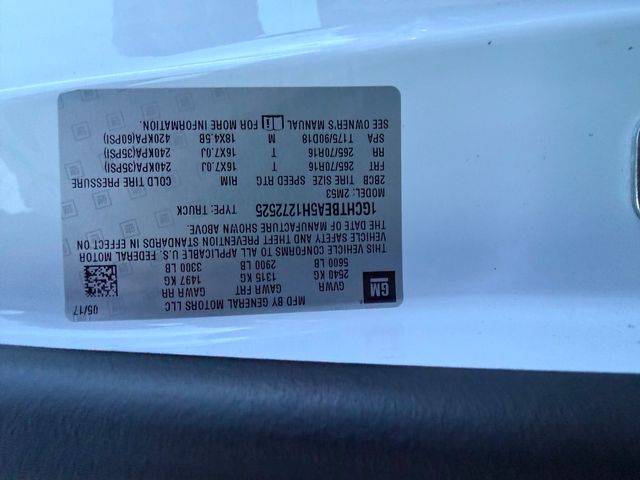 GM
MFD BY GENERAL MOTORS LLC 05/17
GVWR GAWR FRT GAWR RR
2540 KG 1315 KG 1497 KG
5600 LB 2900 LB 3300 LB
THIS VEHICLE CONFORMS TO ALL APPLICABLE U.S. FEDERAL MOTOR
VEHICLE SAFETY AND THEFT PREVENTION STANDARDS IN EFFECT ON
THE DATE OF MANUFACTURE SHOWN ABOVE.
1GCHTBEA5H1272525 TYPE: TRUCK
MODEL: 2M53
2BCB TIRE SIZE SPEED RTG RIM COLD TIRE PRESSURE
FRT 265/70R16 T 16X7.0J 240KPA(35PSI)
RR 265/70R16 T 16X7.0J 240KPA(35PSI)
SPA T175/90D18 M 18X4.5B 420KPA(60PSI)
SEE OWNER'S MANUAL FOR MORE INFORMATION.